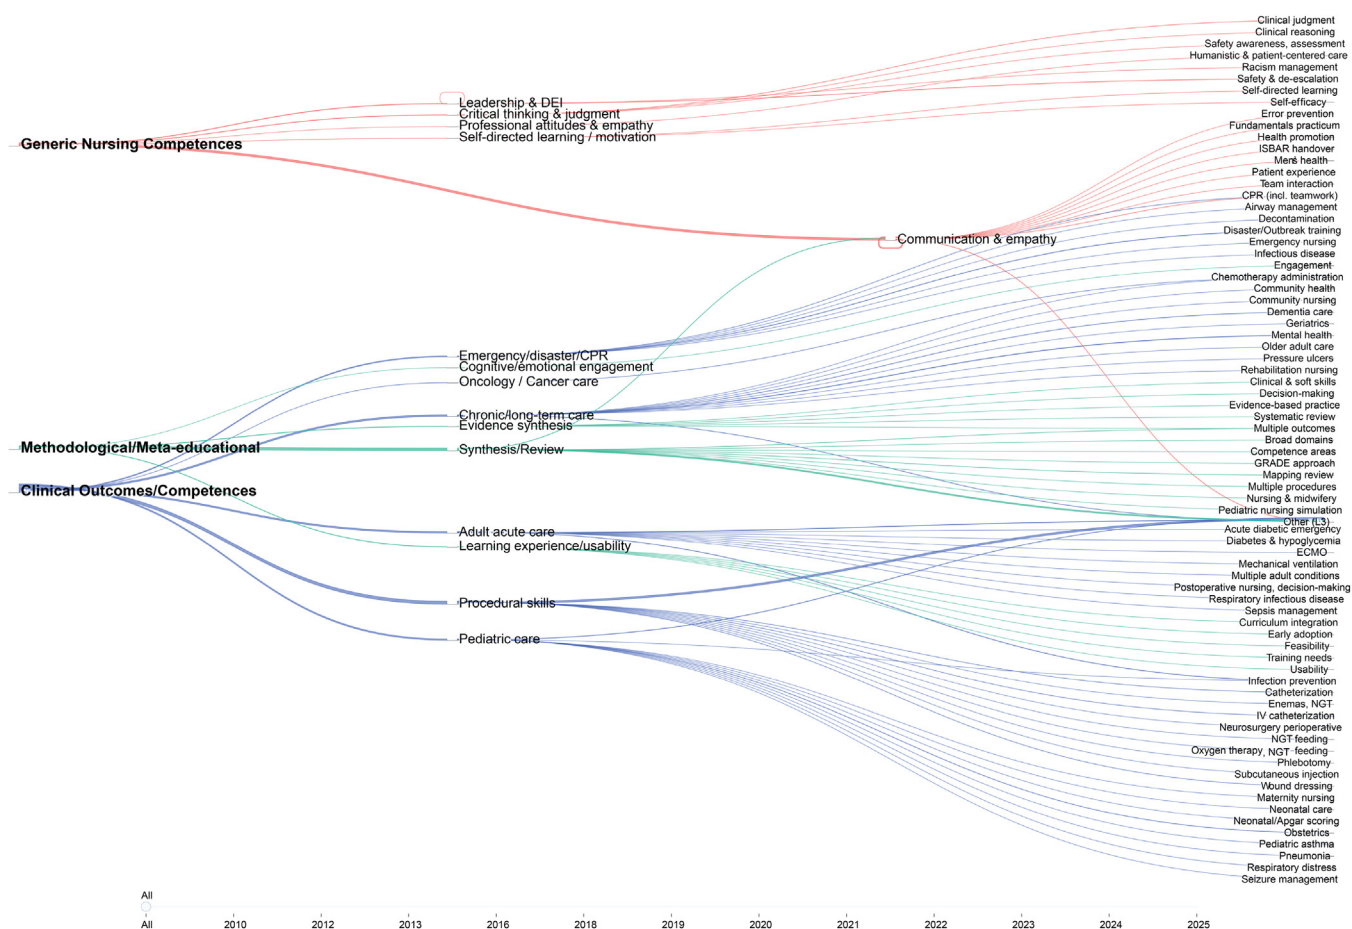 Generic Nursing Competences
Methodological/Meta-educational
Clinical Outcomes/Competences
Leadership & DEI
Critical thinking & judgment
Professional attitudes & empathy
Self-directed learning / motivation
Emergency/disaster/CPR
Cognitive/emotional engagement
Oncology / Cancer care
Chronic/long-term care
Evidence synthesis
Synthesis/Review
Adult acute care
Learning experience/usability
Procedural skills
Pediatric care
Communication & empathy
Clinical judgment
Clinical reasoning
Safety awareness, assessment
Humanistic & patient-centered care
Racism management
Safety & de-escalation
Self-directed learning
Self-efficacy
Error prevention
Fundamentals practicum
Health promotion
ISBAR handover
Men's health
Patient experience
Team interaction
CPR (incl. teamwork)
Airway management
Decontamination
Disaster/Outbreak training
Emergency nursing
Infectious disease
Engagement
Chemotherapy administration
Community health
Community nursing
Dementia care
Geriatrics
Mental health
Older adult care
Pressure ulcers
Rehabilitation nursing
Clinical & soft skills
Decision-making
Evidence-based practice
Systematic review
Multiple outcomes
Broad domains
Competence areas
GRADE approach
Mapping review
Multiple procedures
Nursing & midwifery
Pediatric nursing simulation
Other (L3)
Acute diabetic emergency
Diabetes & hypoglycemia
ECMO
Mechanical ventilation
Multiple adult conditions
Postoperative nursing, decision-making
Respiratory infectious disease
Sepsis management
Curriculum integration
Early adoption
Feasibility
Training needs
Usability
Infection prevention
Catheterization
Enemas, NGT
IV catheterization
Neurosurgery perioperative
NGT feeding
Oxygen therapy, NGT feeding
Phlebotomy
Subcutaneous injection
Wound dressing
Maternity nursing
Neonatal care
Neonatal/Apgar scoring
Obstetrics
Pediatric asthma
Pneumonia
Respiratory distress
Seizure management
All
All 2010 2012 2013 2016 2018 2019 2020 2021 2022 2023 2024 2025